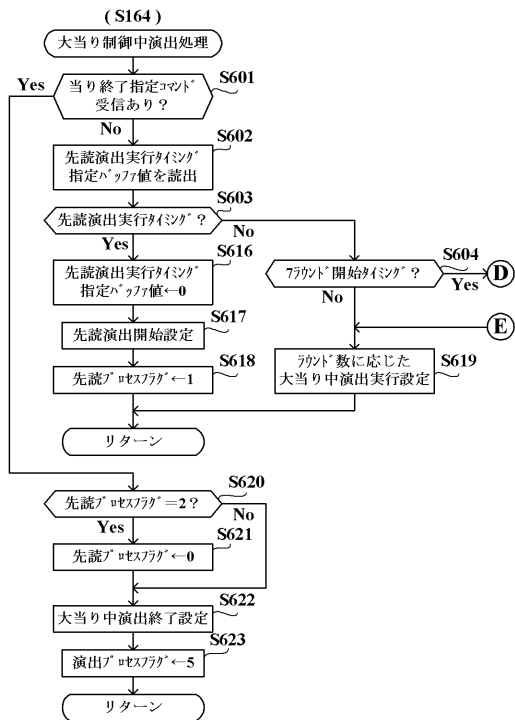 (S164)
大当り制御中演出処理
Yes
当り終了指定コマンド
受信あり?
S601
No
S602
先読演出実行タイミング
指定バッファ値を読出
S603
先読演出実行タイミング?
No
Yes
S616
先読演出実行タイミング
指定バッファ値←0
S604
7ラウンド開始タイミング?
Yes
D
No
E
S617
先読演出開始設定
S618
先読プロセスフラグ←1
ラウンド数に応じた
大当り中演出実行設定
S619
リターン
S620
先読プロセスフラグ=2?
No
Yes
S621
先読プロセスフラグ←0
S622
大当り中演出終了設定
S623
演出プロセスフラグ←5
リターン